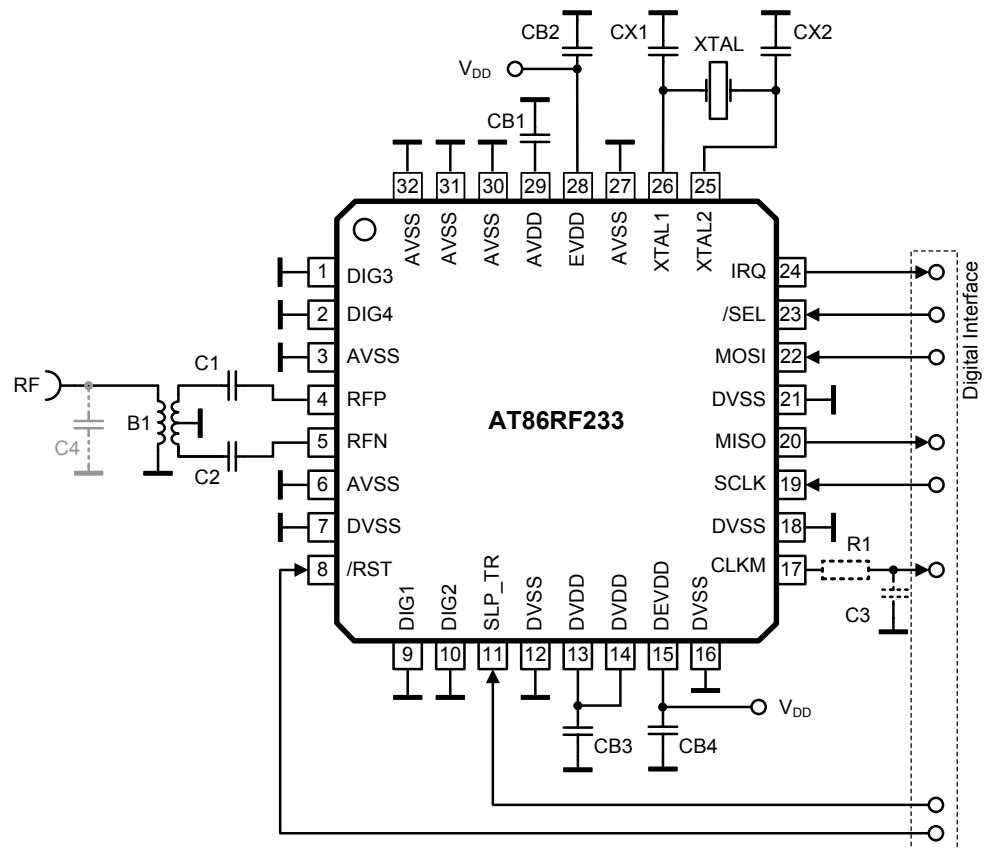 CB2
CX1
XTAL
CX2
VDD
CB1
32
31
30
29
28
27
26
25
AVSS
AVSS
AVSS
AVDD
EVDD
AVSS
XTAL1
XTAL2
1 DIG3
2 DIG4
3 AVSS
4 RFP
5 RFN
6 AVSS
7 DVSS
8 /RST
IRQ 24
/SEL 23
MOSI 22
DVSS 21
MISO 20
SCLK 19
DVSS 18
CLKM 17
AT86RF233
RF
C4
B1
C1
C2
R1
C3
Digital Interface
DIG1
DIG2
SLP_TR
DVSS
DVDD
DVDD
DEVDD
DVSS
9
10
11
12
13
14
15
16
VDD
CB3
CB4